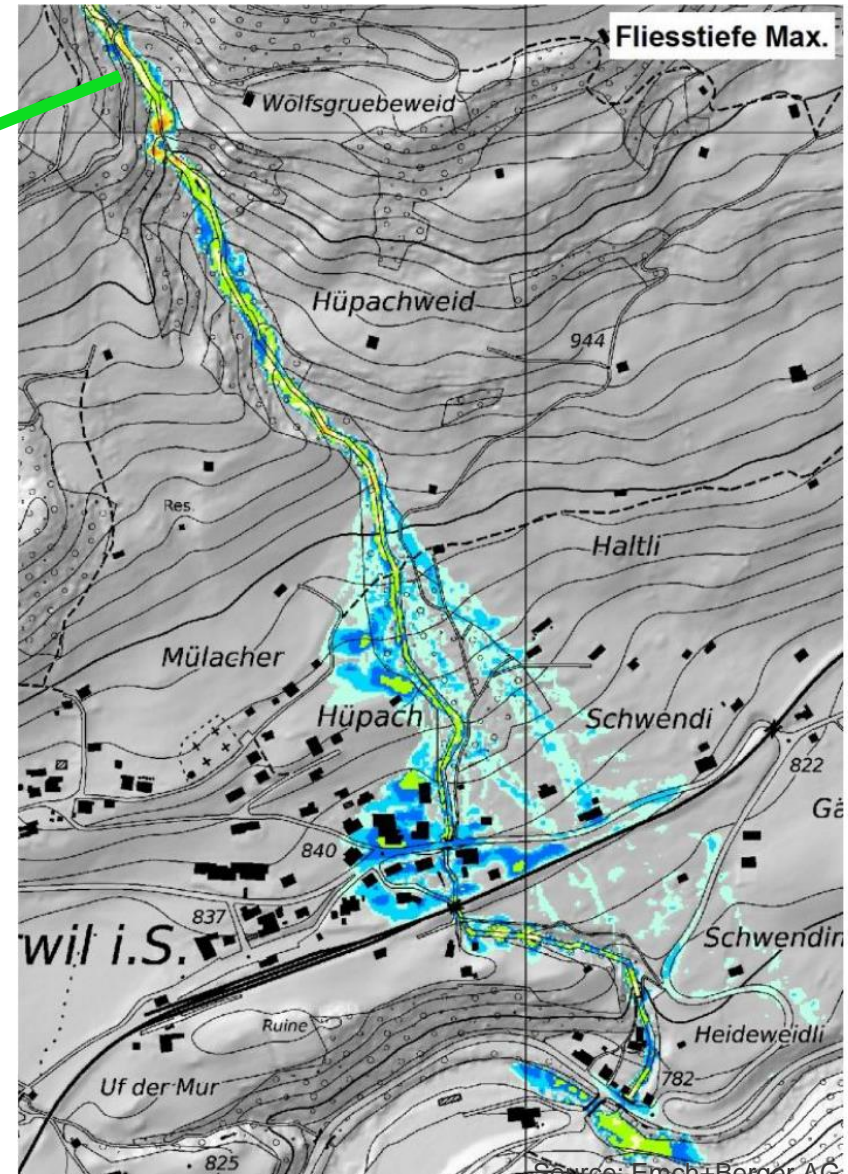 Fliesstiefe Max.
Wolfsgruebeweid
Hüpachweid
944
Res.
Haltli
Mülacher
Hüpach
Schwendi
822
Gä
840
837
wil i.S.
Schwendin
Ruine
Heideweidli
Uf der Mur
782
825
Source: Emch+Berger AG